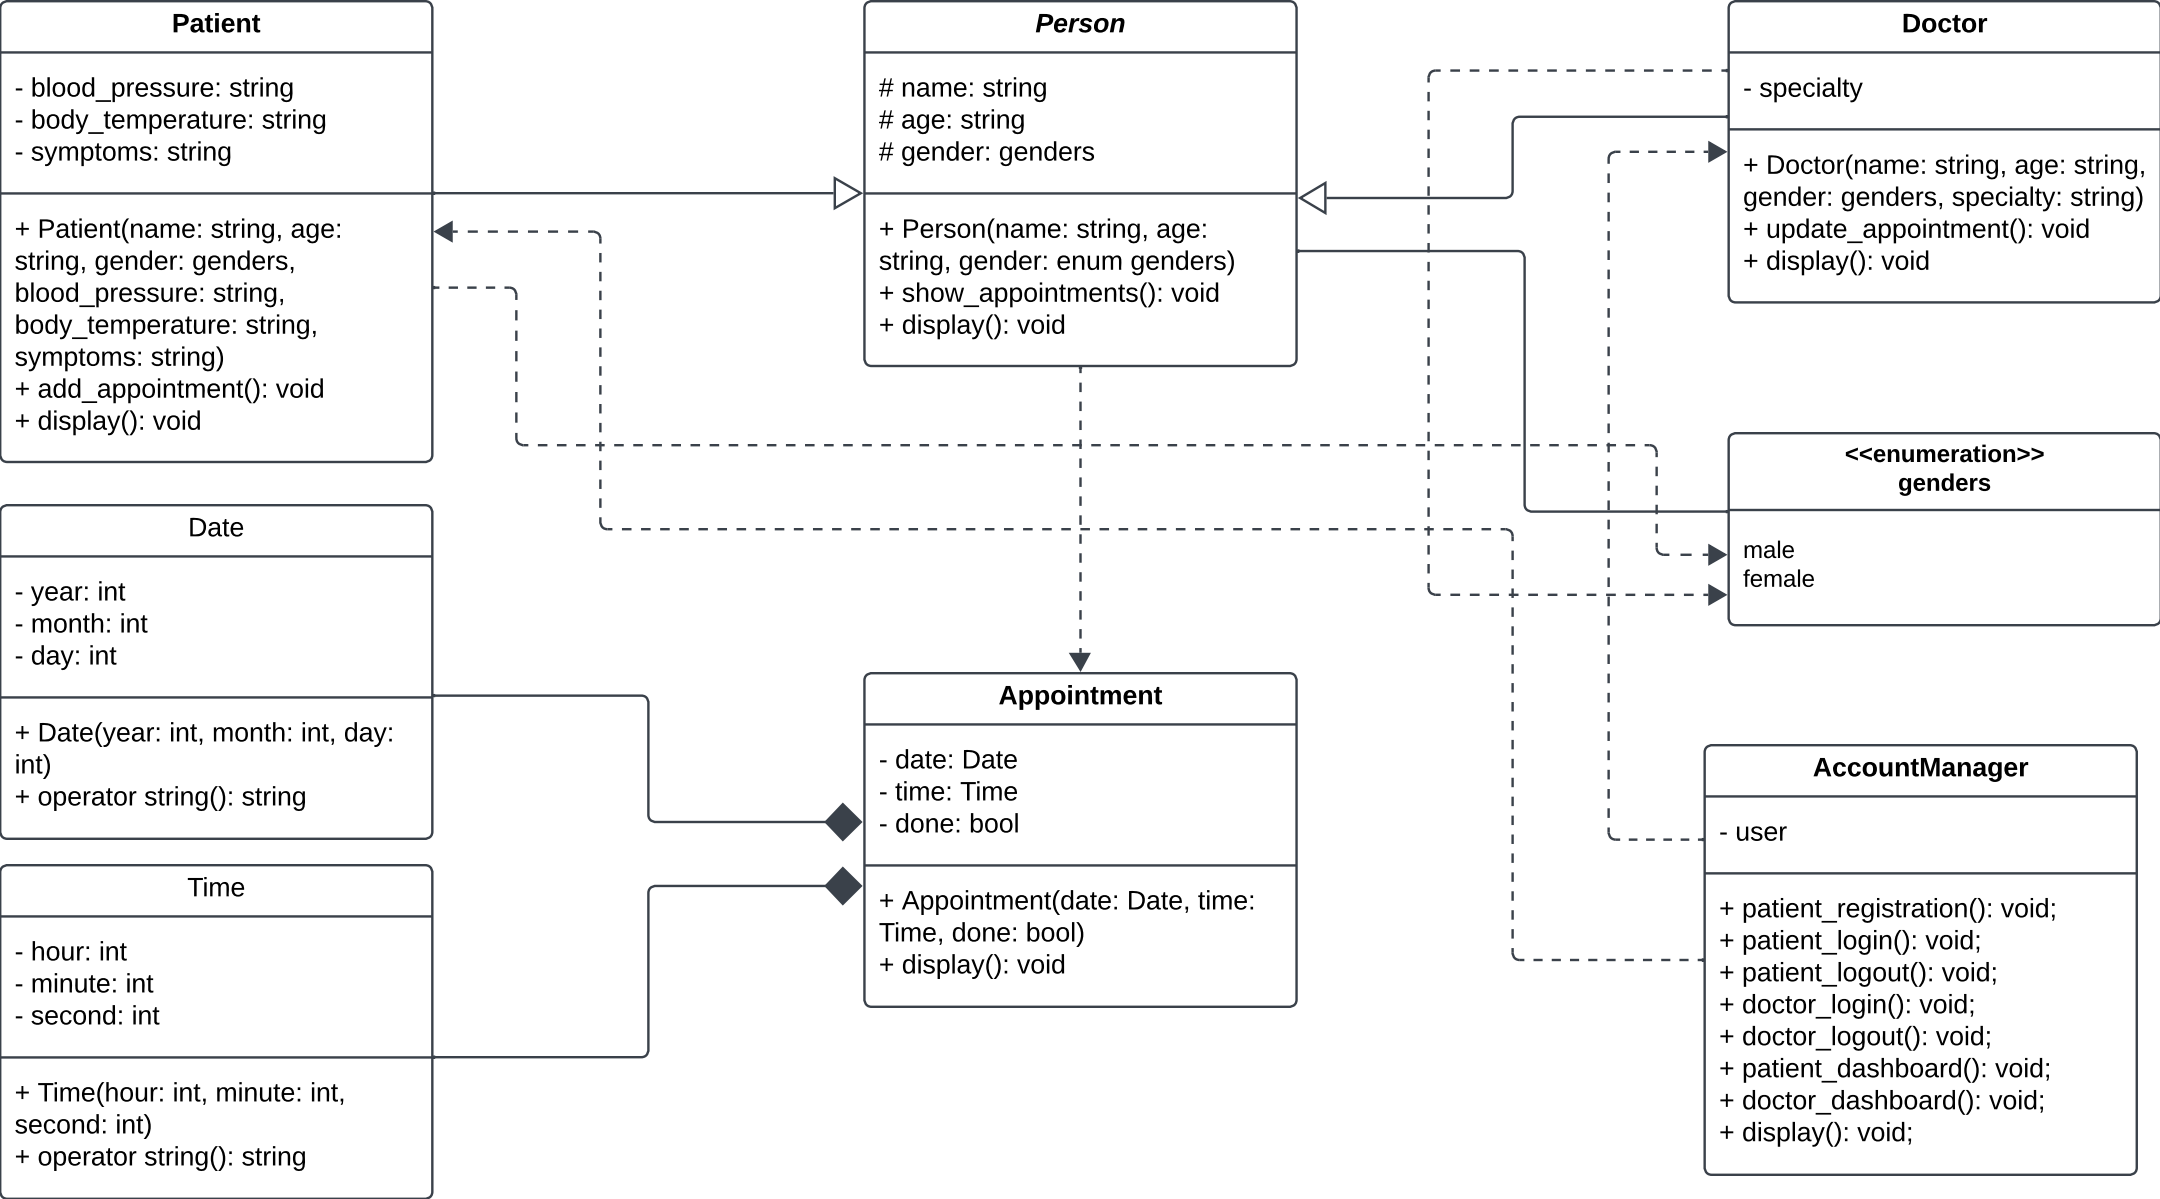 Patient
- blood_pressure: string
- body_temperature: string
- symptoms: string
+ Patient(name: string, age:
string, gender: genders,
blood_pressure: string,
body_temperature: string,
symptoms: string)
+ add_appointment(): void
+ display(): void
Person
# name: string
# age: string
# gender: genders
+ Person(name: string, age:
string, gender: enum genders)
+ show_appointments(): void
+ display(): void
Doctor
- specialty
+ Doctor(name: string, age: string,
gender: genders, specialty: string)
+ update_appointment(): void
+ display(): void
<<enumeration>>
genders
male
female
Date
- year: int
- month: int
- day: int
+ Date(year: int, month: int, day:
int)
+ operator string(): string
Appointment
- date: Date
- time: Time
- done: bool
+ Appointment(date: Date, time:
Time, done: bool)
+ display(): void
AccountManager
- user
+ patient_registration(): void;
+ patient_login(): void;
+ patient_logout(): void;
+ doctor_login(): void;
+ doctor_logout(): void;
+ patient_dashboard(): void;
+ doctor_dashboard(): void;
+ display(): void;
Time
- hour: int
- minute: int
- second: int
+ Time(hour: int, minute: int,
second: int)
+ operator string(): string